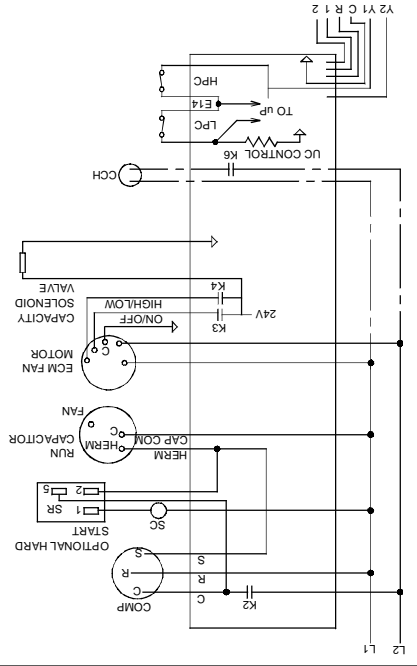 L2 L1
K2 C C COMP
R R
S S
OPTIONAL HARD
START
SC 1 SR
2 5
HERM
CAP COM
RUN
CAPACITOR
HERM
C
FAN
ECM FAN
MOTOR
C
ON/OFF
HIGH/LOW
24V K3
K4
CAPACITY
SOLENOID
VALVE
K6 CCH
UC CONTROL
LPC
TO uP
E14
HPC
Y2 Y1 C R 1 2